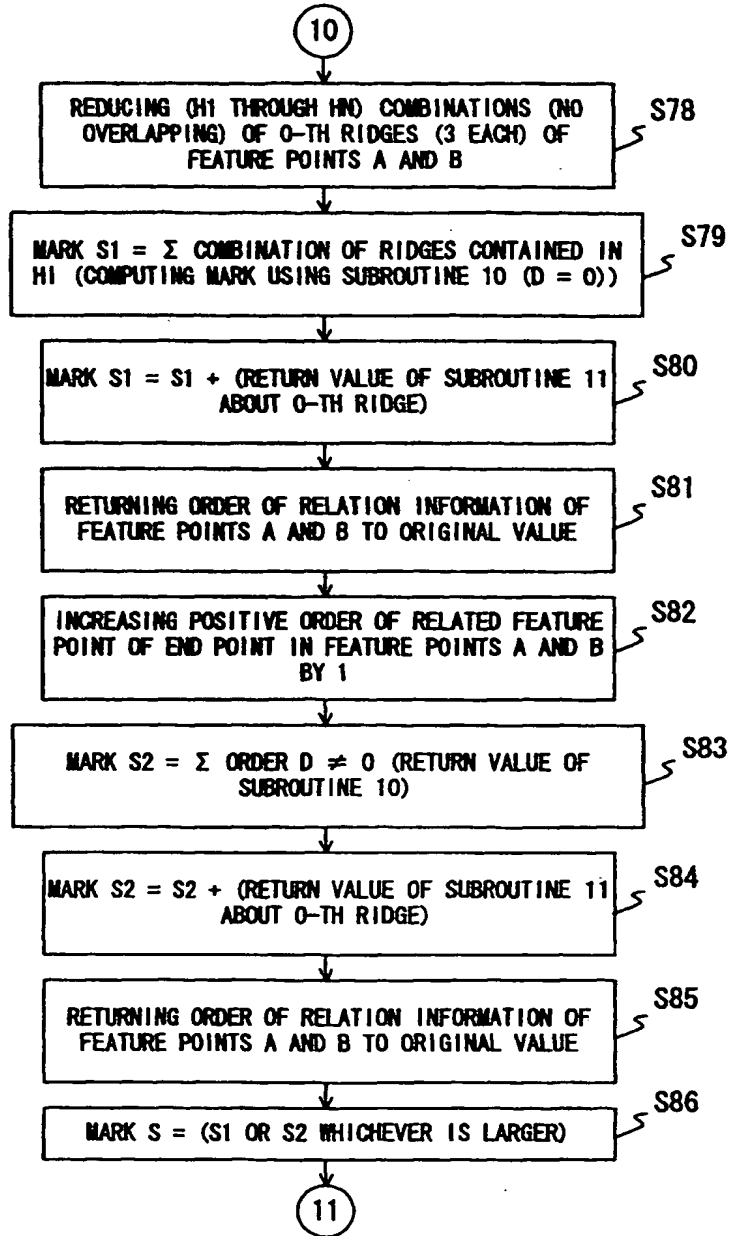 10
REDUCING (H1 THROUGH HN) COMBINATIONS (NO
OVERLAPPING) OF 0-TH RIDGES (3 EACH) OF
FEATURE POINTS A AND B
S78
MARK S1 = Σ COMBINATION OF RIDGES CONTAINED IN
HI (COMPUTING MARK USING SUBROUTINE 10 (D = 0))
S79
MARK S1 = S1 + (RETURN VALUE OF SUBROUTINE 11
ABOUT 0-TH RIDGE)
S80
RETURNING ORDER OF RELATION INFORMATION OF
FEATURE POINTS A AND B TO ORIGINAL VALUE
S81
INCREASING POSITIVE ORDER OF RELATED FEATURE
POINT OF END POINT IN FEATURE POINTS A AND B
BY 1
S82
MARK S2 = Σ ORDER D ≠ 0 (RETURN VALUE OF
SUBROUTINE 10)
S83
MARK S2 = S2 + (RETURN VALUE OF SUBROUTINE 11
ABOUT 0-TH RIDGE)
S84
RETURNING ORDER OF RELATION INFORMATION OF
FEATURE POINTS A AND B TO ORIGINAL VALUE
S85
MARK S = (S1 OR S2 WHICHEVER IS LARGER)
S86
11